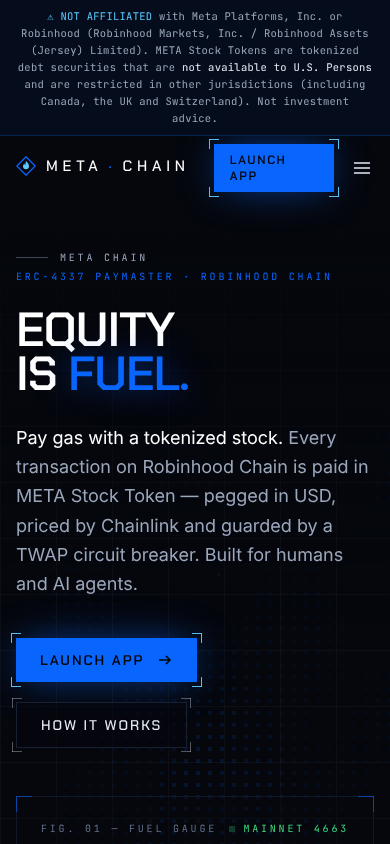 ⚠ NOT AFFILIATED with Meta Platforms, Inc. or
Robinhood (Robinhood Markets, Inc. / Robinhood Assets
(Jersey) Limited). META Stock Tokens are tokenized
debt securities that are not available to U.S. Persons
and are restricted in other jurisdictions (including
Canada, the UK and Switzerland). Not investment
advice.
META · CHAIN
LAUNCH
APP
META CHAIN
ERC-4337 PAYMASTER · ROBINHOOD CHAIN
EQUITY
IS FUEL.
Pay gas with a tokenized stock. Every
transaction on Robinhood Chain is paid in
META Stock Token — pegged in USD,
priced by Chainlink and guarded by a
TWAP circuit breaker. Built for humans
and AI agents.
LAUNCH APP →
HOW IT WORKS
FIG. 01 — FUEL GAUGE
MAINNET 4663